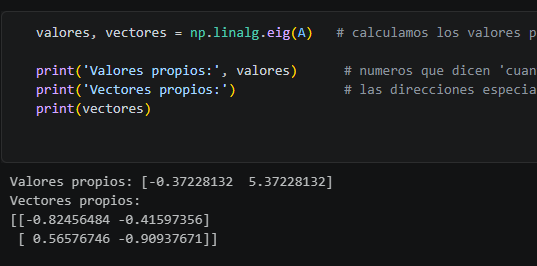 valores, vectores = np.linalg.eig(A)   # calculamos los valores p
print('Valores propios:', valores)      # numeros que dicen 'cuan
print('Vectores propios:')              # las direcciones especia
print(vectores)
Valores propios: [-0.37228132  5.37228132]
Vectores propios:
[[-0.82456484 -0.41597356]
 [ 0.56576746 -0.90937671]]